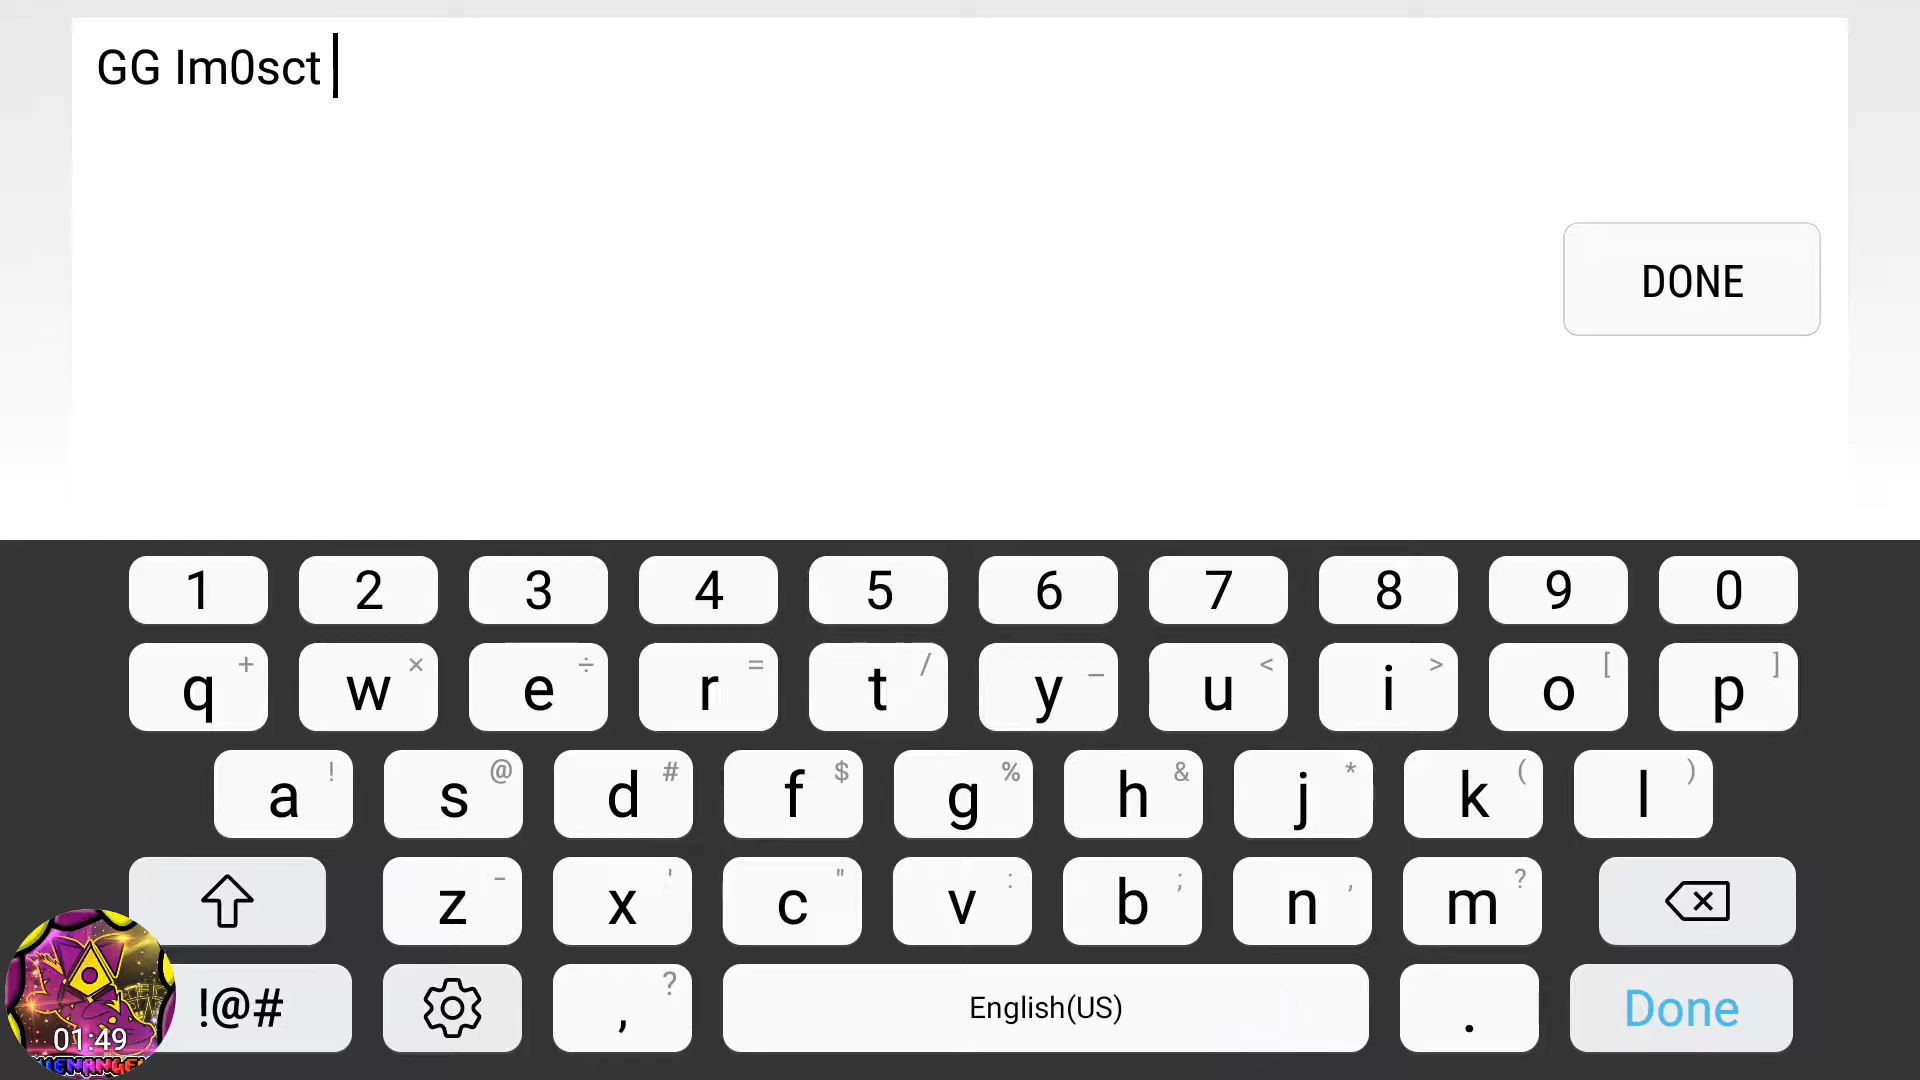 GG Im0sct
DONE
1 2 3 4 5 6 7 8 9 0
q + w × e ÷ r = t / y _ u < i > o [ p ]
a ! s @ d # f $ g % h & j * k ( l )
z - x ' c " v : b ; n , m ?
!@# , ? English(US) . Done
01:49